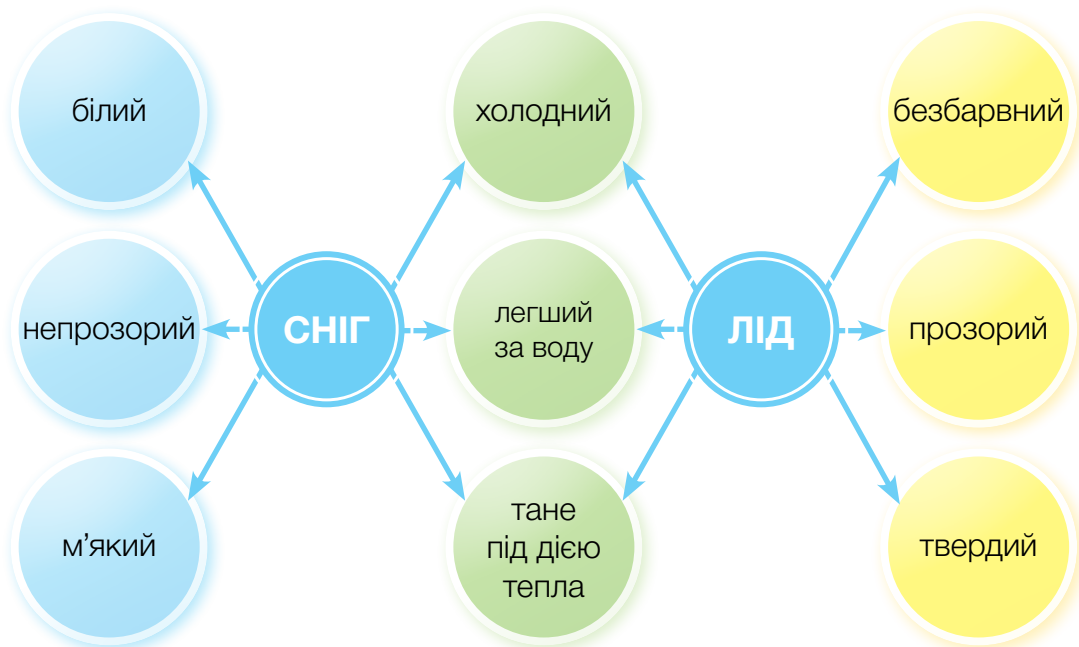 білий
холодний
безбарвний
непрозорий
СНІГ
легший
за воду
ЛІД
прозорий
м’який
тане
під дією
тепла
твердий